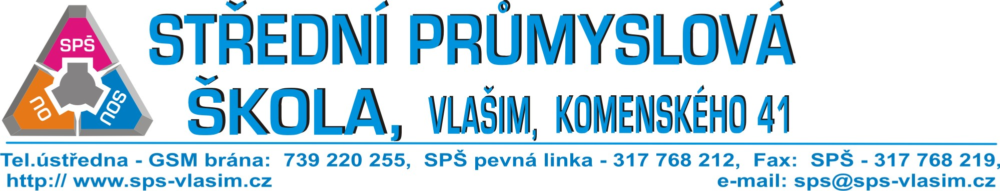 SPŠ
OU
SOU
STŘEDNÍ PRŮMYSLOVÁ
ŠKOLA, VLAŠIM, KOMENSKÉHO 41
Tel.ústředna - GSM brána: 739 220 255, SPŠ pevná linka - 317 768 212, Fax: SPŠ - 317 768 219,
http:// www.sps-vlasim.cz e-mail: sps@sps-vlasim.cz